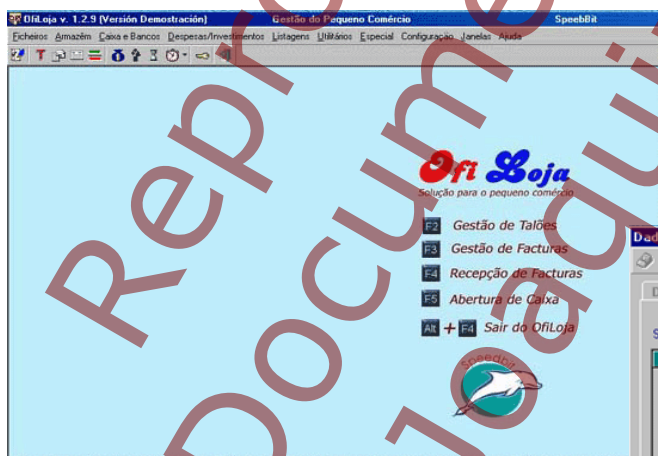 OfiLoja v. 1.2.9 (Versión Demostración) Gestão do Pequeno Comércio SpeebBit
Ficheiros Armazém Caixa e Bancos Despesas/Investimentos Listagens Utilitários Especial Configuração Janelas Ajuda
Ofi Loja
Solução para o pequeno comércio
F2 Gestão de Talões
F3 Gestão de Facturas
F4 Recepção de Facturas
F5 Abertura de Caixa
Alt + F4 Sair do OfiLoja
Speedbit
Dad